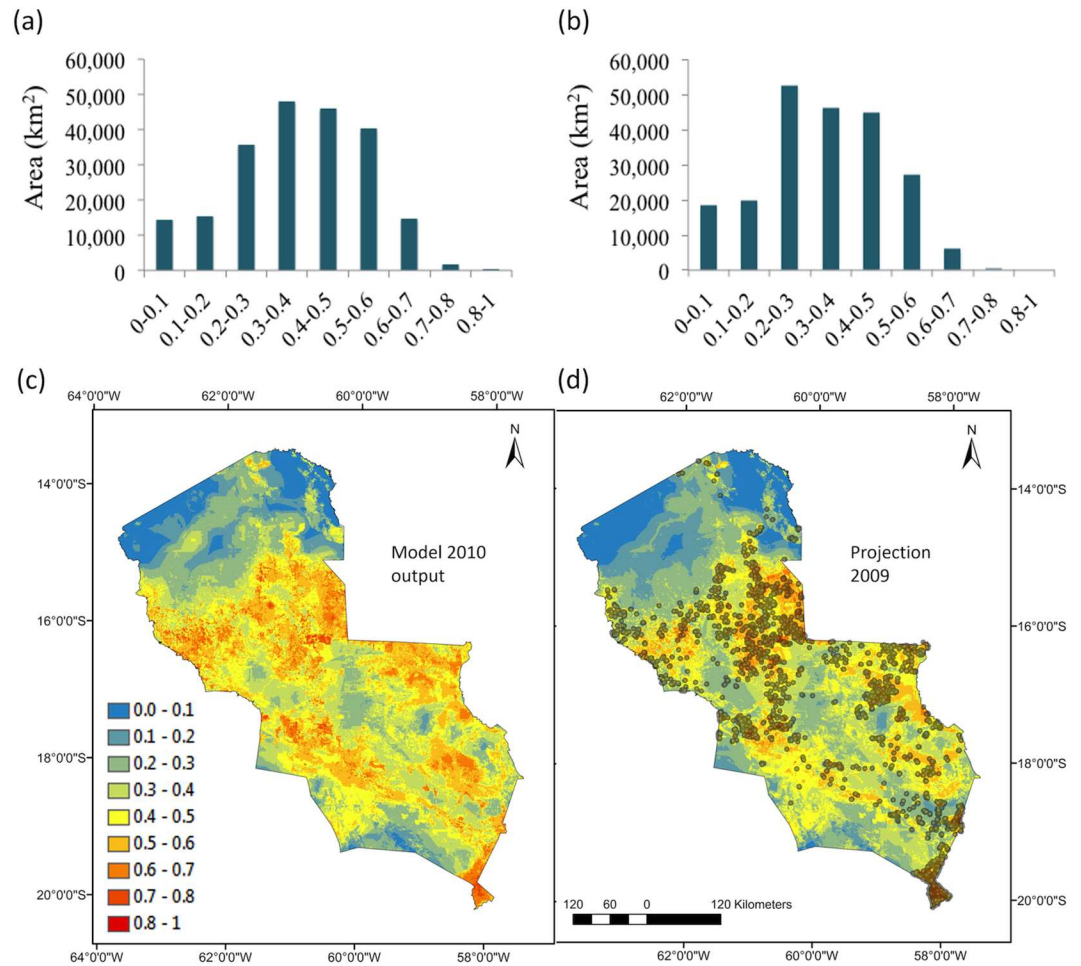 (a)
60,000
50,000
40,000
30,000
20,000
10,000
0
Area (km²)
0-0.1
0.1-0.2
0.2-0.3
0.3-0.4
0.4-0.5
0.5-0.6
0.6-0.7
0.7-0.8
0.8-1
(b)
60,000
50,000
40,000
30,000
20,000
10,000
0
Area (km²)
0-0.1
0.1-0.2
0.2-0.3
0.3-0.4
0.4-0.5
0.5-0.6
0.6-0.7
0.7-0.8
0.8-1
(c)
64°0'0"W 62°0'0"W 60°0'0"W 58°0'0"W
N
14°0'0"S
16°0'0"S
18°0'0"S
20°0'0"S
Model 2010
output
0.0 - 0.1
0.1 - 0.2
0.2 - 0.3
0.3 - 0.4
0.4 - 0.5
0.5 - 0.6
0.6 - 0.7
0.7 - 0.8
0.8 - 1
64°0'0"W 62°0'0"W 60°0'0"W 58°0'0"W
(d)
62°0'0"W 60°0'0"W 58°0'0"W
N
14°0'0"S
16°0'0"S
18°0'0"S
20°0'0"S
Projection
2009
120 60 0 120 Kilometers
62°0'0"W 60°0'0"W 58°0'0"W